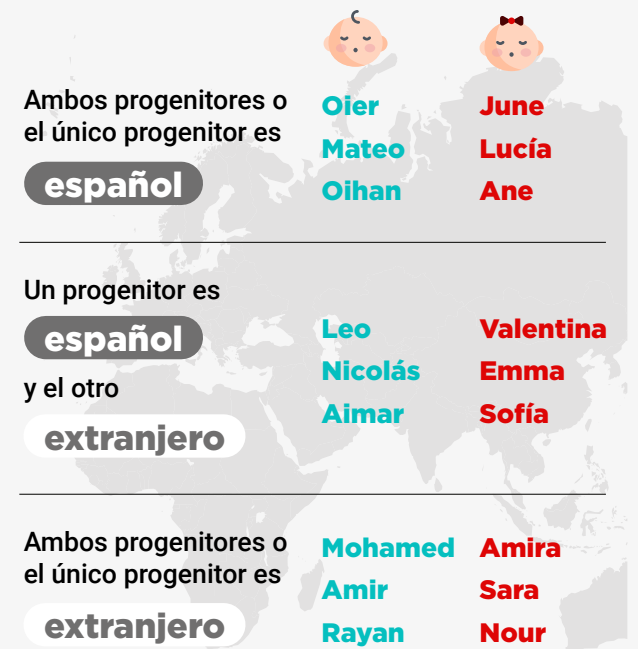 Ambos progenitores o
el único progenitor es
español
Oier June
Mateo Lucía
Oihan Ane
Un progenitor es
español
y el otro
extranjero
Leo Valentina
Nicolás Emma
Aimar Sofía
Ambos progenitores o
el único progenitor es
extranjero
Mohamed Amira
Amir Sara
Rayan Nour